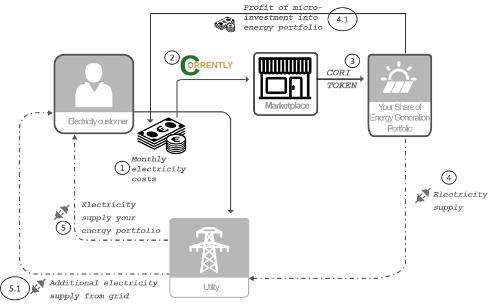 Profit of micro-
investment into
energy portfolio
4.1
2
CORRENTLY
3
CORI
TOKEN
Electricity customer
Marketplace
Your Share of
Energy Generation
Portfolio
1
Monthly
electricity
costs
4
Electricity
supply
Electricity
supply your
energy portfolio
5
Utility
5.1
Additional electricity
supply from grid